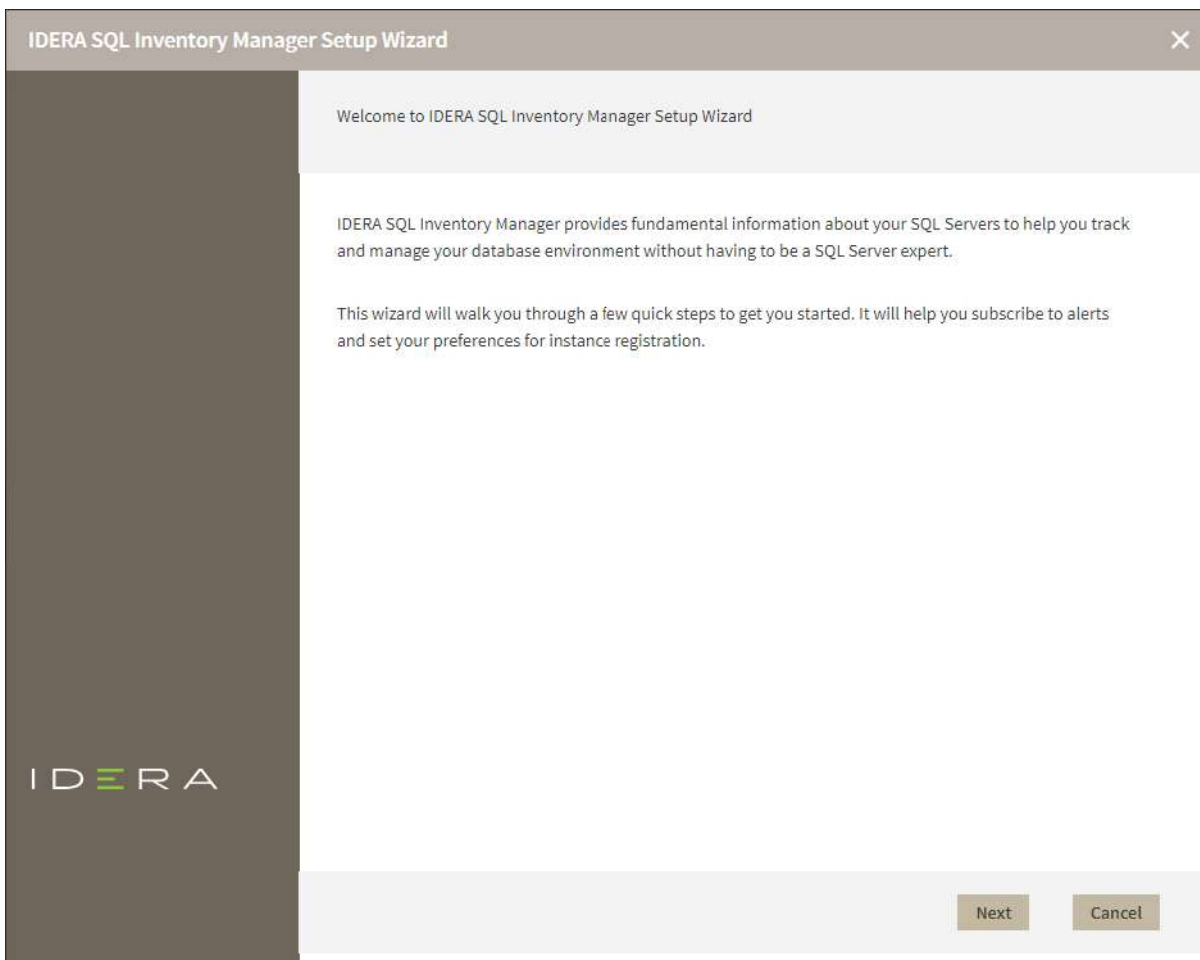 IDERA SQL Inventory Manager Setup Wizard
Welcome to IDERA SQL Inventory Manager Setup Wizard
IDERA SQL Inventory Manager provides fundamental information about your SQL Servers to help you track
and manage your database environment without having to be a SQL Server expert.
This wizard will walk you through a few quick steps to get you started. It will help you subscribe to alerts
and set your preferences for instance registration.
IDERA
Next
Cancel